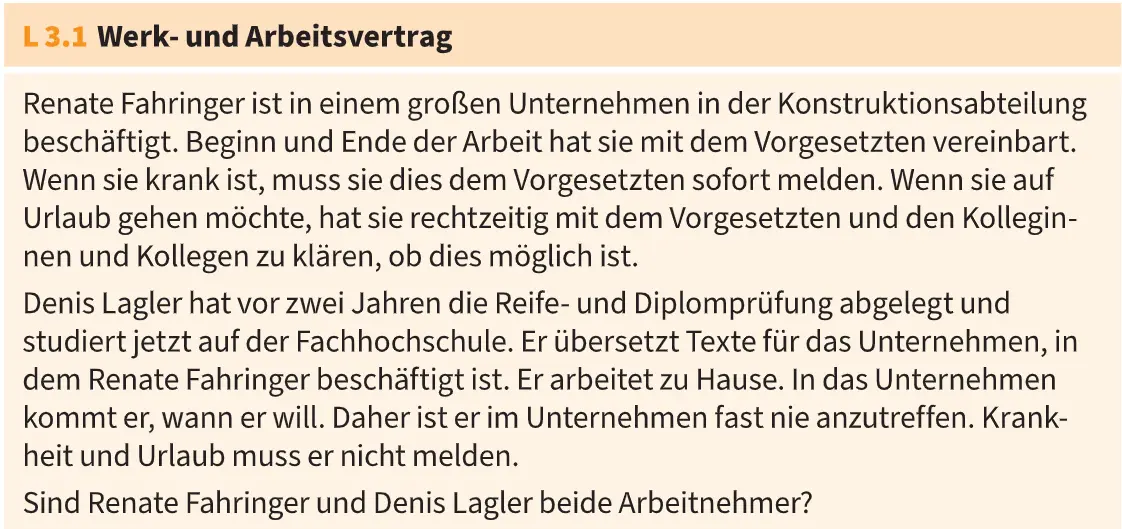 L 3.1 Werk- und Arbeitsvertrag
Renate Fahringer ist in einem großen Unternehmen in der Konstruktionsabteilung
beschäftigt. Beginn und Ende der Arbeit hat sie mit dem Vorgesetzten vereinbart.
Wenn sie krank ist, muss sie dies dem Vorgesetzten sofort melden. Wenn sie auf
Urlaub gehen möchte, hat sie rechtzeitig mit dem Vorgesetzten und den Kollegin-
nen und Kollegen zu klären, ob dies möglich ist.
Denis Lagler hat vor zwei Jahren die Reife- und Diplomprüfung abgelegt und
studiert jetzt auf der Fachhochschule. Er übersetzt Texte für das Unternehmen, in
dem Renate Fahringer beschäftigt ist. Er arbeitet zu Hause. In das Unternehmen
kommt er, wann er will. Daher ist er im Unternehmen fast nie anzutreffen. Krank-
heit und Urlaub muss er nicht melden.
Sind Renate Fahringer und Denis Lagler beide Arbeitnehmer?